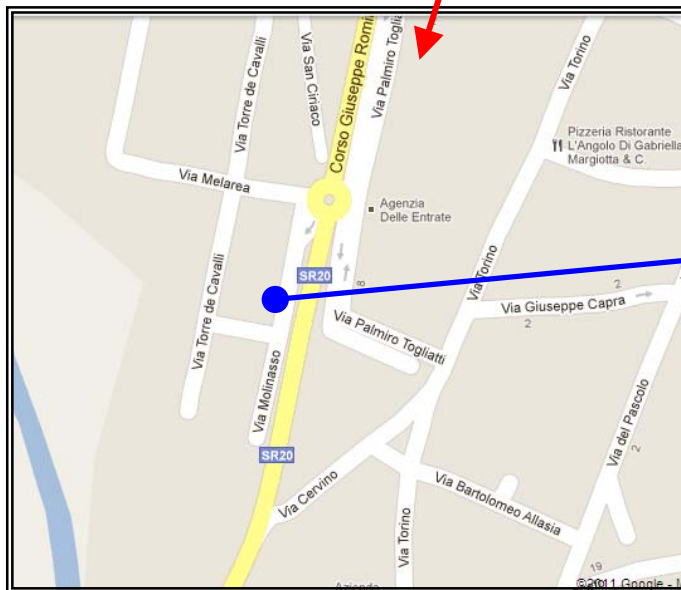 Via Torre de Cavalli
Via San Ciriaco
Corso Giuseppe Romi
Via Palmiro Toglia
Via Torino
Pizzeria Ristorante
L'Angolo Di Gabriella
Margiotta & C.
Via Melarea
Agenzia
Delle Entrate
SR20
8
Via Torino
2
Via Giuseppe Capra
2
Via Torre de Cavalli
Via Palmiro Togliatti
Via Molinasso
Via del Pascolo
2
SR20
Via Cervino
Via Bartolomeo Allasia
Via Torino
19
Azienda
©2011 Google - M